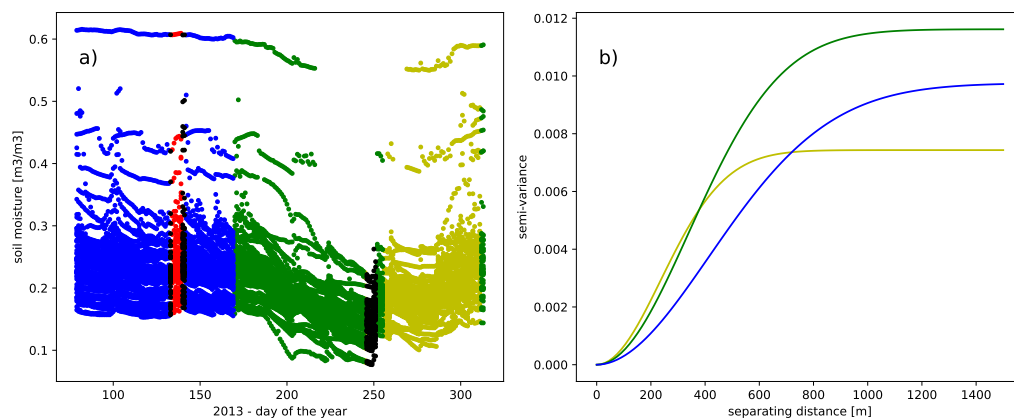 a)
soil moisture [m3/m3]
0.6
0.5
0.4
0.3
0.2
0.1
100 150 200 250 300
2013 - day of the year
b)
semi-variance
0.012
0.010
0.008
0.006
0.004
0.002
0.000
0 200 400 600 800 1000 1200 1400
separating distance [m]